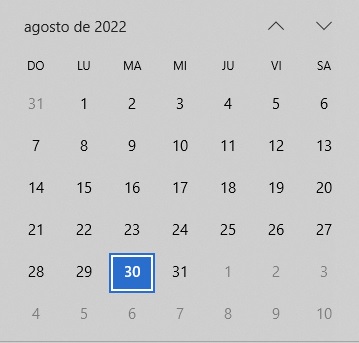 agosto de 2022
DO LU MA MI JU VI SA
31 1 2 3 4 5 6
7 8 9 10 11 12 13
14 15 16 17 18 19 20
21 22 23 24 25 26 27
28 29 30 31 1 2 3
4 5 6 7 8 9 10